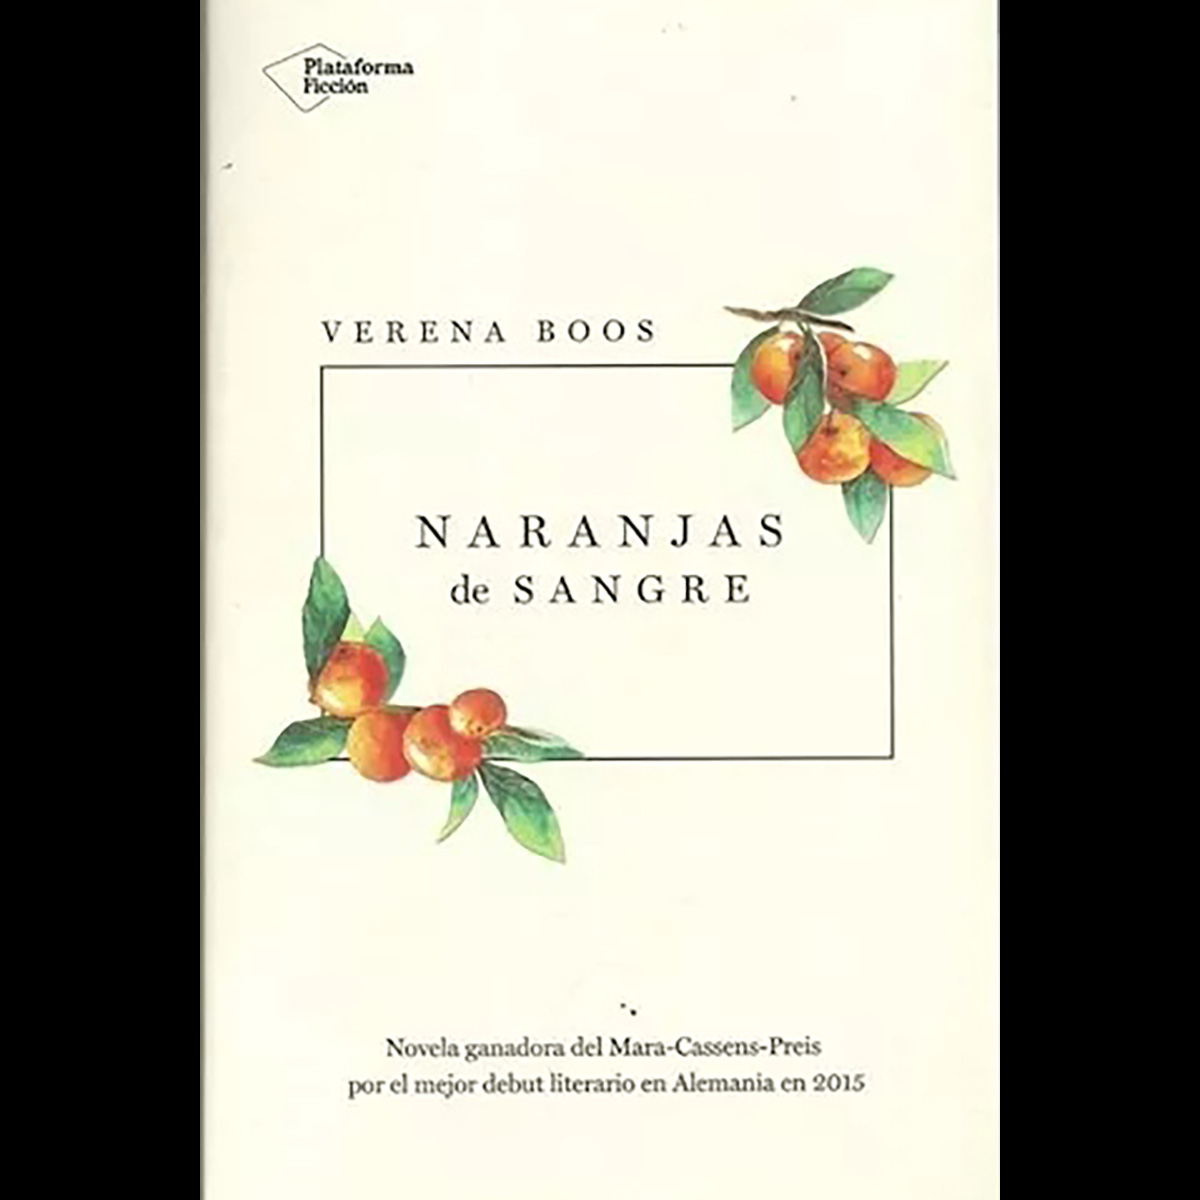 Plataforma
Ficción
VERENA BOOS
NARANJAS
de SANGRE
Novela ganadora del Mara-Cassens-Preis
por el mejor debut literario en Alemania en 2015